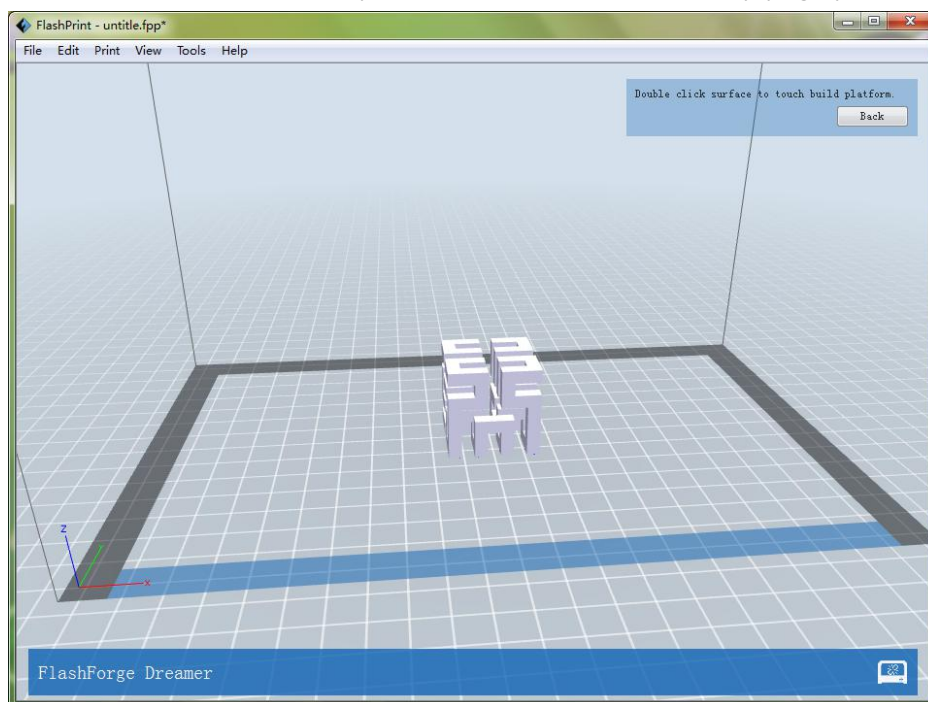 FlashPrint - untitle.fpp*
File Edit Print View Tools Help
Double click surface to touch build platform.
Back
z
x
FlashForge Dreamer